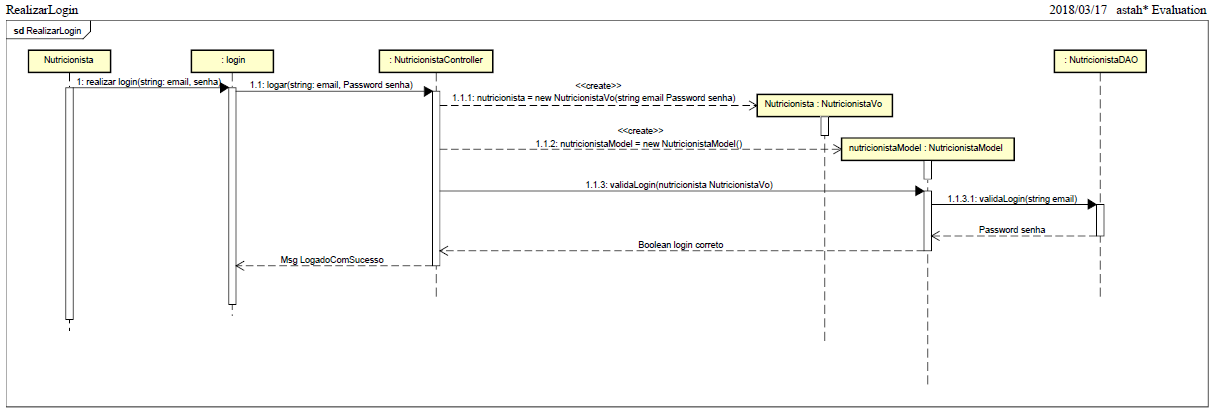 RealizarLogin
2018/03/17 astah* Evaluation
sd RealizarLogin
Nutricionista
: login
: NutricionistaController
: NutricionistaDAO
1: realizar login(string: email, senha)
1.1: logar(string: email, Password senha)
<<create>>
1.1.1: nutricionista = new NutricionistaVo(string email Password senha)
Nutricionista : NutricionistaVo
<<create>>
1.1.2: nutricionistaModel = new NutricionistaModel()
nutricionistaModel : NutricionistaModel
1.1.3: validaLogin(nutricionista NutricionistaVo)
1.1.3.1: validaLogin(string email)
Password senha
Boolean login correto
Msg LogadoComSucesso